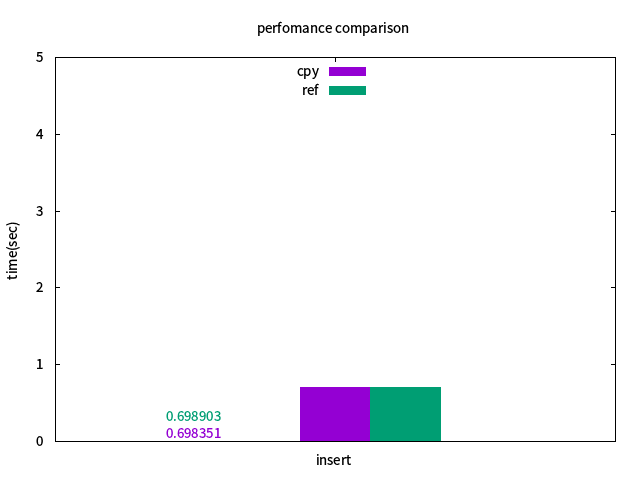 perfomance comparison
cpy
ref
5
4
3
2
1
0
time(sec)
0.698903
0.698351
insert